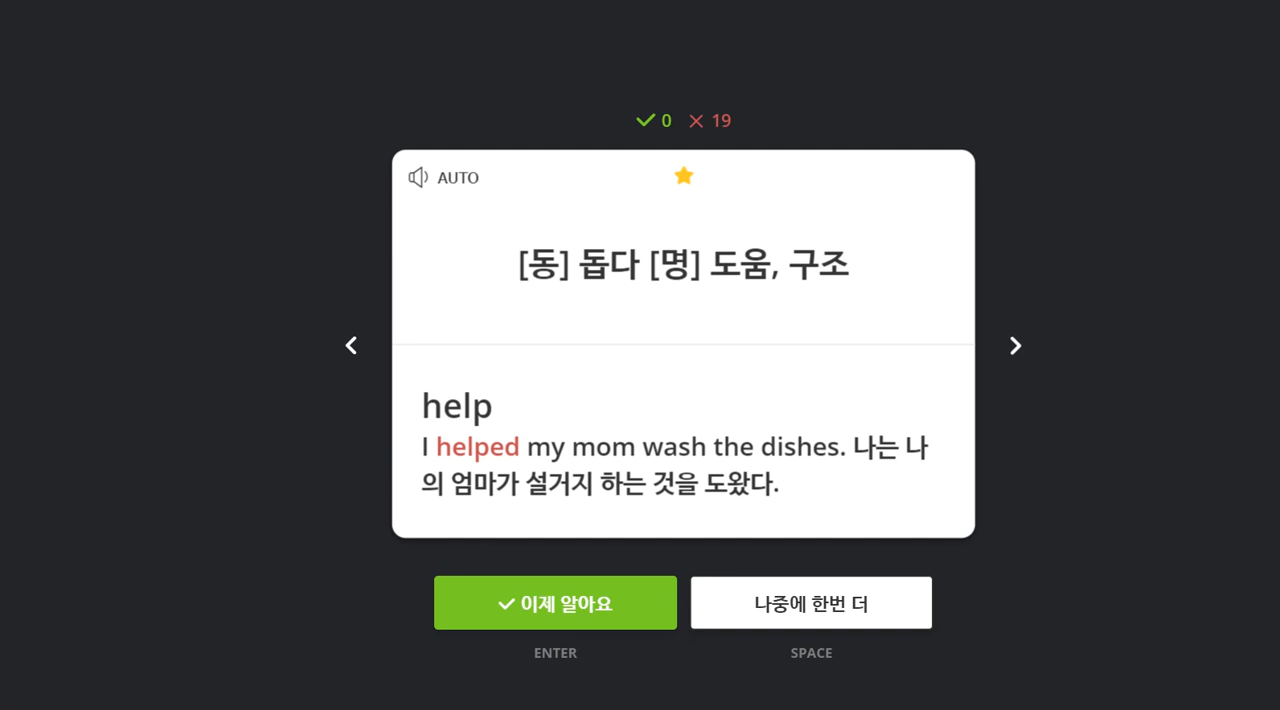 0 19
AUTO
[동] 돕다 [명] 도움, 구조
help
I helped my mom wash the dishes. 나는 나
의 엄마가 설거지 하는 것을 도왔다.
이제 알아요 나중에 한번 더
ENTER SPACE